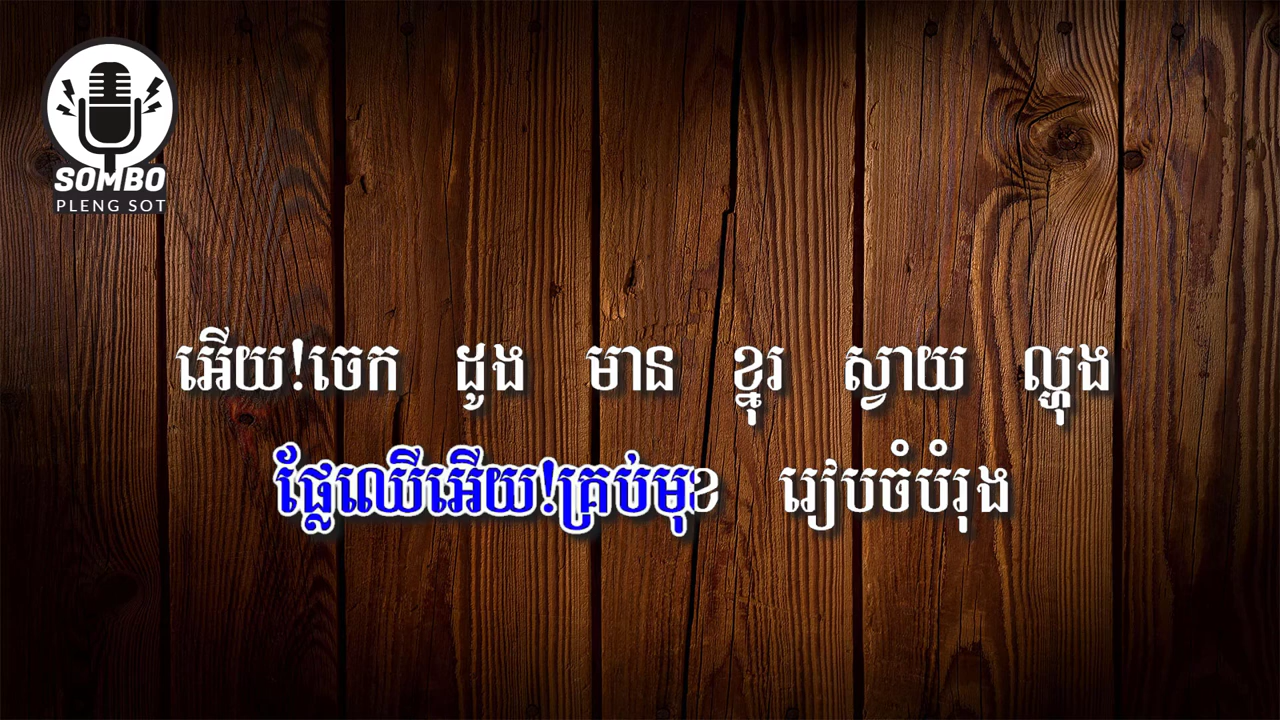 SOMBO
PLENG SOT
អើយ!ចេក ដូង មាន ខ្នុរ ស្វាយ ល្ហុង
ផ្លែឈើអើយ!គ្រប់មុខ រៀបចំបំរុង